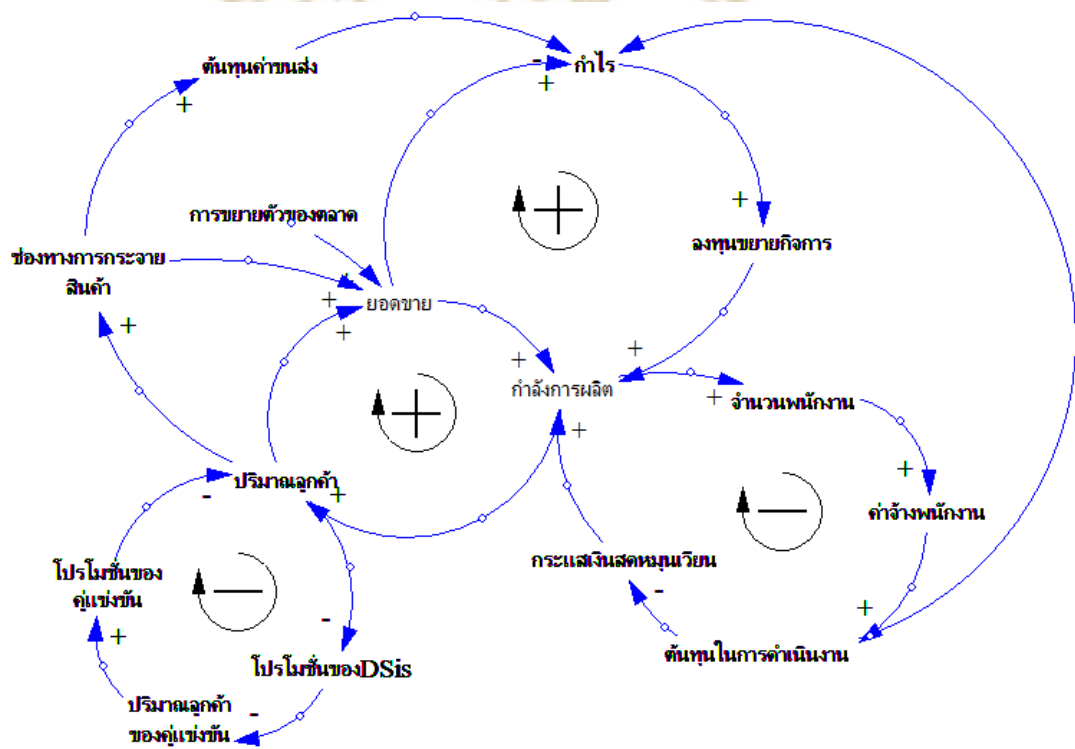 ต้นทุนค่าขนส่ง
+
-
กำไร
+
การขยายตัวของตลาด
+
ลงทุนขยายกิจการ
ช่องทางการกระจาย
สินค้า
+
+
ยอดขาย
+
+
+
+
กำลังการผลิต
+
จำนวนพนักงาน
+
+
ปริมาณลูกค้า
-
+
ค่าจ้างพนักงาน
โปรโมชั่นของ
คู่แข่งขัน
กระแสเงินสดหมุนเวียน
-
+
-
+
ต้นทุนในการดำเนินงาน
โปรโมชั่นของDSis
ปริมาณลูกค้า
ของคู่แข่งขัน
-